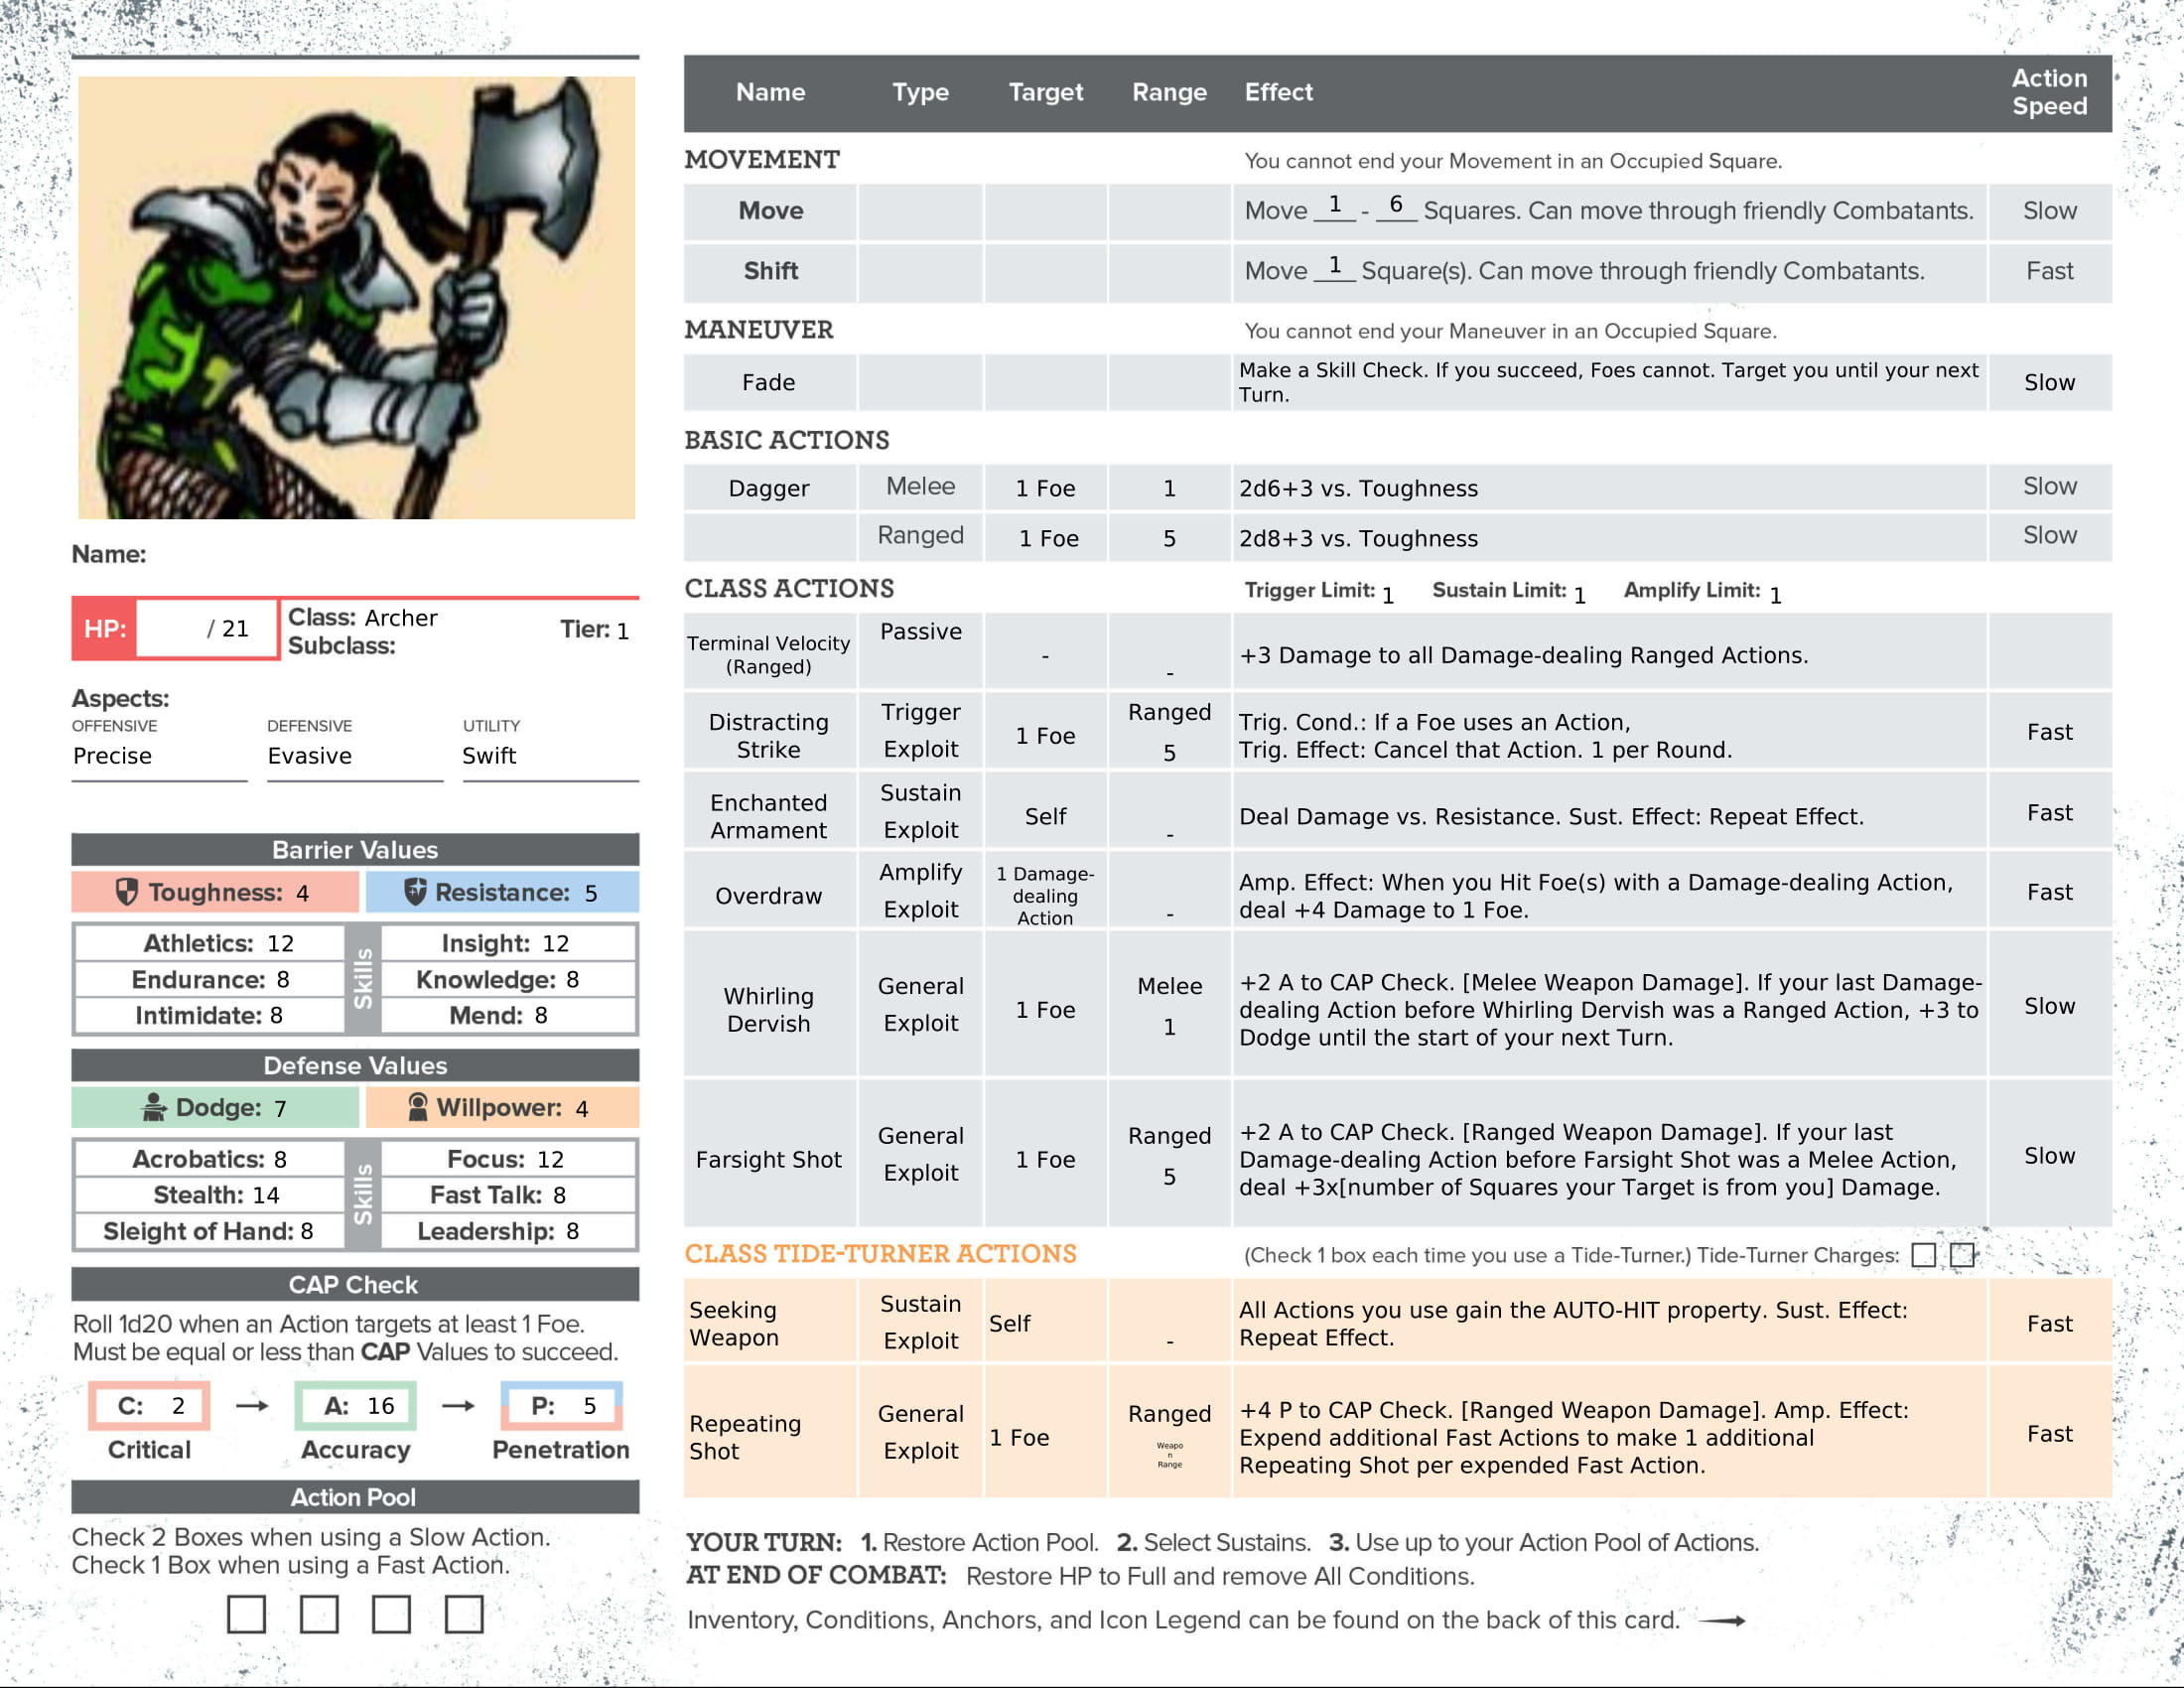 Name:
HP: / 21
Class: Archer
Subclass:
Tier: 1
Aspects:
OFFENSIVE DEFENSIVE UTILITY
Precise Evasive Swift
Barrier Values
Toughness: 4 Resistance: 5
Skills
Athletics: 12 Insight: 12
Endurance: 8 Knowledge: 8
Intimidate: 8 Mend: 8
Defense Values
Dodge: 7 Willpower: 4
Skills
Acrobatics: 8 Focus: 12
Stealth: 14 Fast Talk: 8
Sleight of Hand: 8 Leadership: 8
CAP Check
Roll 1d20 when an Action targets at least 1 Foe.
Must be equal or less than CAP Values to succeed.
C: 2 → A: 16 → P: 5
Critical Accuracy Penetration
Action Pool
Check 2 Boxes when using a Slow Action.
Check 1 Box when using a Fast Action.
Name Type Target Range Effect Action
Speed
MOVEMENT You cannot end your Movement in an Occupied Square.
Move Move 1 - 6 Squares. Can move through friendly Combatants. Slow
Shift Move 1 Square(s). Can move through friendly Combatants. Fast
MANEUVER You cannot end your Maneuver in an Occupied Square.
Fade Make a Skill Check. If you succeed, Foes cannot. Target you until your next
Turn.
Slow
BASIC ACTIONS
Dagger Melee 1 Foe 1 2d6+3 vs. Toughness Slow
Ranged 1 Foe 5 2d8+3 vs. Toughness Slow
CLASS ACTIONS Trigger Limit: 1 Sustain Limit: 1 Amplify Limit: 1
Terminal Velocity
(Ranged)
Passive
- -
+3 Damage to all Damage-dealing Ranged Actions.
Distracting
Strike
Trigger
Exploit
1 Foe
Ranged
5
Trig. Cond.: If a Foe uses an Action,
Trig. Effect: Cancel that Action. 1 per Round.
Fast
Enchanted
Armament
Sustain
Exploit
Self
-
Deal Damage vs. Resistance. Sust. Effect: Repeat Effect.
Fast
Overdraw
Amplify
Exploit
1 Damage-
dealing
Action
-
Amp. Effect: When you Hit Foe(s) with a Damage-dealing Action,
deal +4 Damage to 1 Foe.
Fast
Whirling
Dervish
General
Exploit
1 Foe
Melee
1
+2 A to CAP Check. [Melee Weapon Damage]. If your last Damage-
dealing Action before Whirling Dervish was a Ranged Action, +3 to
Dodge until the start of your next Turn.
Slow
Farsight Shot
General
Exploit
1 Foe
Ranged
5
+2 A to CAP Check. [Ranged Weapon Damage]. If your last
Damage-dealing Action before Farsight Shot was a Melee Action,
deal +3x[number of Squares your Target is from you] Damage.
Slow
CLASS TIDE-TURNER ACTIONS (Check 1 box each time you use a Tide-Turner.) Tide-Turner Charges:
Seeking
Weapon
Sustain
Exploit
Self
-
All Actions you use gain the AUTO-HIT property. Sust. Effect:
Repeat Effect.
Fast
Repeating
Shot
General
Exploit
1 Foe
Ranged
Weapo
n
Range
+4 P to CAP Check. [Ranged Weapon Damage]. Amp. Effect:
Expend additional Fast Actions to make 1 additional
Repeating Shot per expended Fast Action.
Fast
YOUR TURN: 1. Restore Action Pool. 2. Select Sustains. 3. Use up to your Action Pool of Actions.
AT END OF COMBAT: Restore HP to Full and remove All Conditions.
Inventory, Conditions, Anchors, and Icon Legend can be found on the back of this card. →